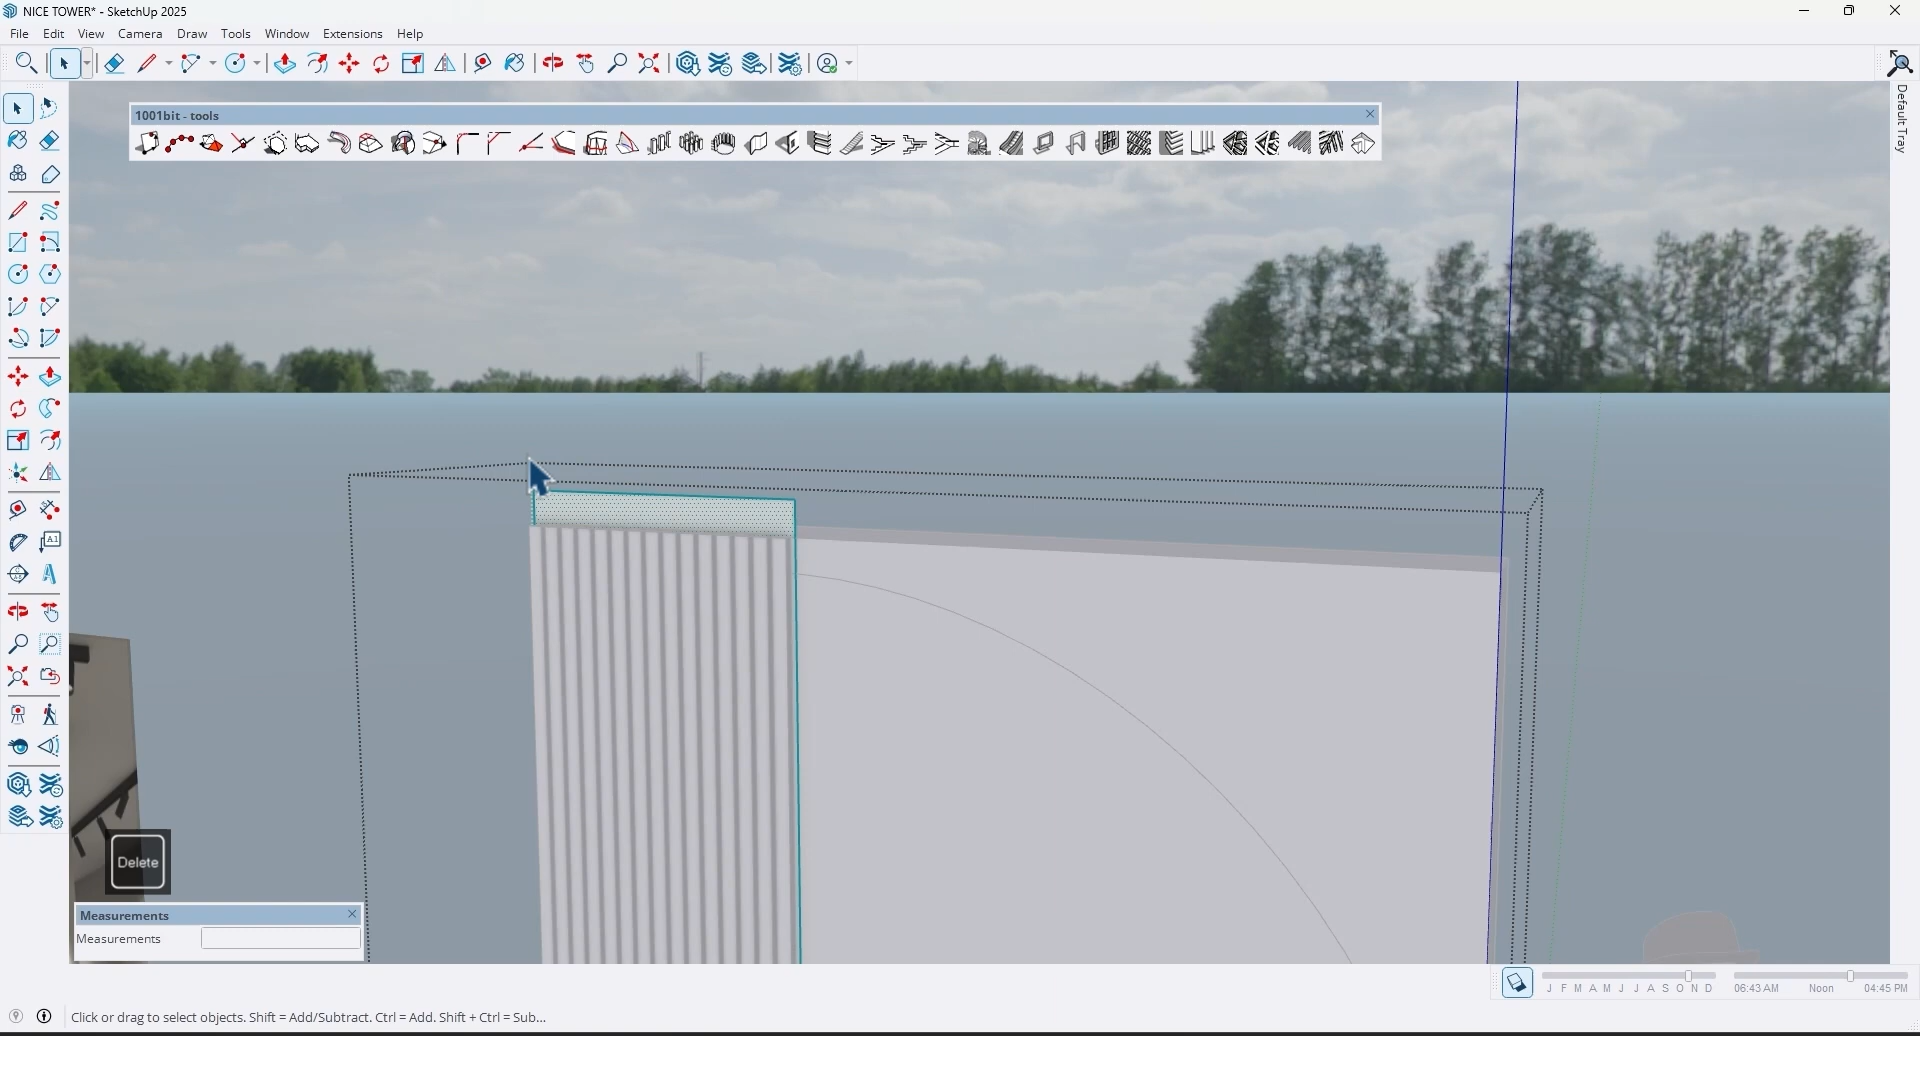 NICE TOWER* - SketchUp 2025
File Edit View Camera Draw Tools Window Extensions Help
1001bit - tools
Default Tray
A1
Delete
Measurements
Measurements
J F M A M J J A S O N D 06:43 AM Noon 04:45 PM
Click or drag to select objects. Shift = Add/Subtract. Ctrl = Add. Shift + Ctrl = Sub...